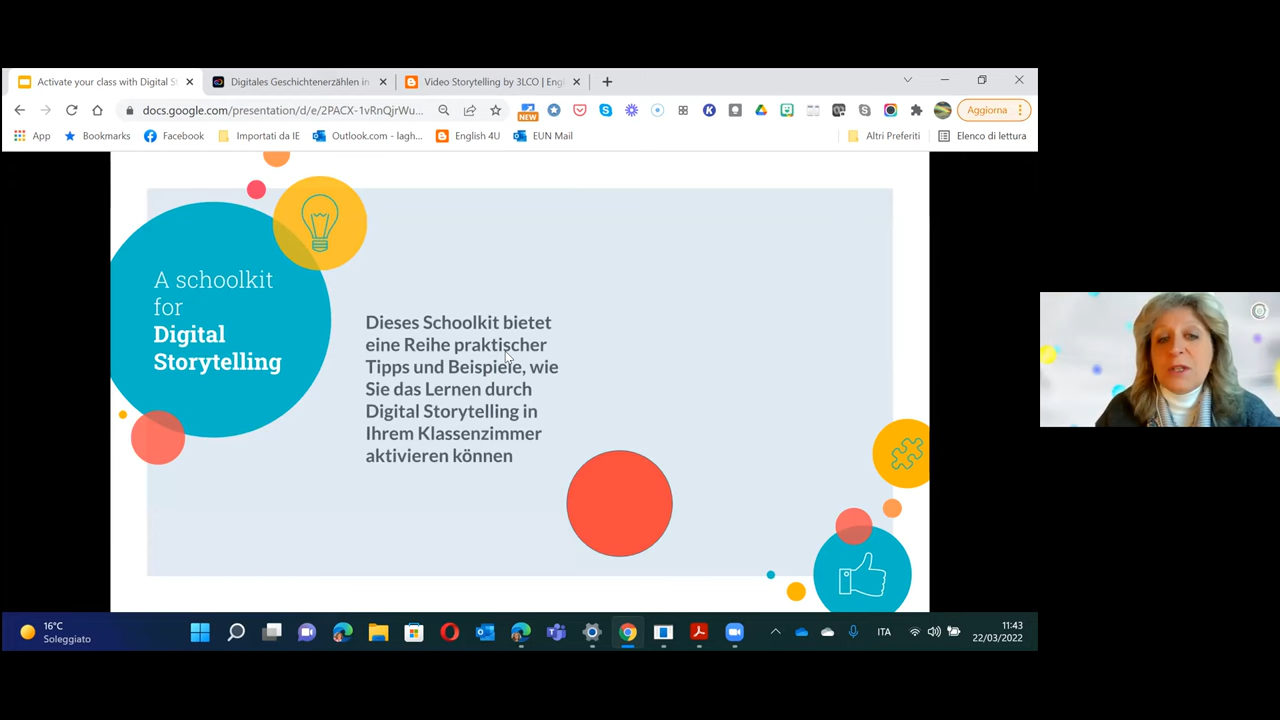 Activate your class with Digital S
Digitales Geschichtenerzählen in
Video Storytelling by 3LCO | Eng
docs.google.com/presentation/d/e/2PACX-1vRnQjrWu...
NEW
Aggiorna
App
Bookmarks
Facebook
Importati da IE
Outlook.com - lagh...
English 4U
EUN Mail
Altri Preferiti
Elenco di lettura
A schoolkit
for
Digital
Storytelling
Dieses Schoolkit bietet
eine Reihe praktischer
Tipps und Beispiele, wie
Sie das Lernen durch
Digital Storytelling in
Ihrem Klassenzimmer
aktivieren können
16°C
Soleggiato
ITA
11:43
22/03/2022